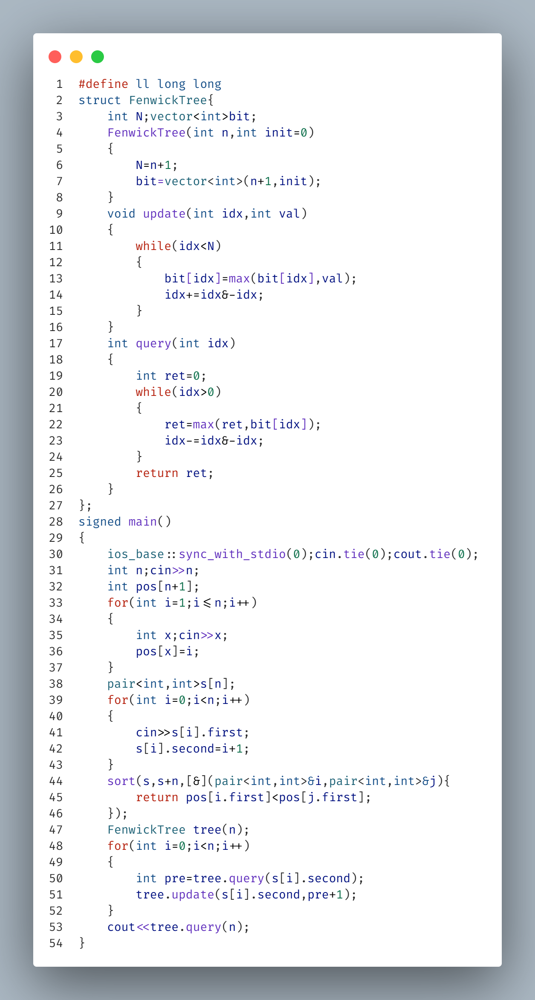 1 #define ll long long
2 struct FenwickTree{
3     int N;vector<int>bit;
4     FenwickTree(int n,int init=0)
5     {
6         N=n+1;
7         bit=vector<int>(n+1,init);
8     }
9     void update(int idx,int val)
10     {
11         while(idx<N)
12         {
13             bit[idx]=max(bit[idx],val);
14             idx+=idx&-idx;
15         }
16     }
17     int query(int idx)
18     {
19         int ret=0;
20         while(idx>0)
21         {
22             ret=max(ret,bit[idx]);
23             idx-=idx&-idx;
24         }
25         return ret;
26     }
27 };
28 signed main()
29 {
30     ios_base::sync_with_stdio(0);cin.tie(0);cout.tie(0);
31     int n;cin>>n;
32     int pos[n+1];
33     for(int i=1;i<=n;i++)
34     {
35         int x;cin>>x;
36         pos[x]=i;
37     }
38     pair<int,int>s[n];
39     for(int i=0;i<n;i++)
40     {
41         cin>>s[i].first;
42         s[i].second=i+1;
43     }
44     sort(s,s+n,[&](pair<int,int>&i,pair<int,int>&j){
45         return pos[i.first]<pos[j.first];
46     });
47     FenwickTree tree(n);
48     for(int i=0;i<n;i++)
49     {
50         int pre=tree.query(s[i].second);
51         tree.update(s[i].second,pre+1);
52     }
53     cout<<tree.query(n);
54 }